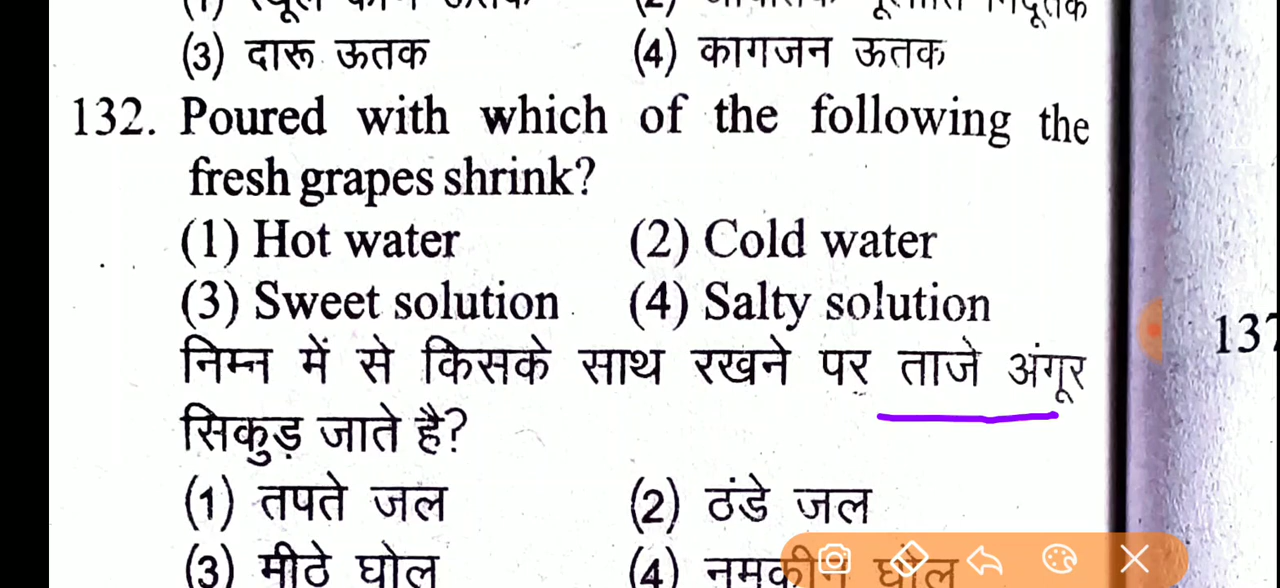 (3) दारू ऊतक (4) कागजन ऊतक
132. Poured with which of the following the
fresh grapes shrink?
(1) Hot water (2) Cold water
(3) Sweet solution (4) Salty solution
निम्न में से किसके साथ रखने पर ताजे अंगूर
सिकुड़ जाते है?
(1) तपते जल (2) ठंडे जल
(3) मीठे घोल (4) नमकीन घोल